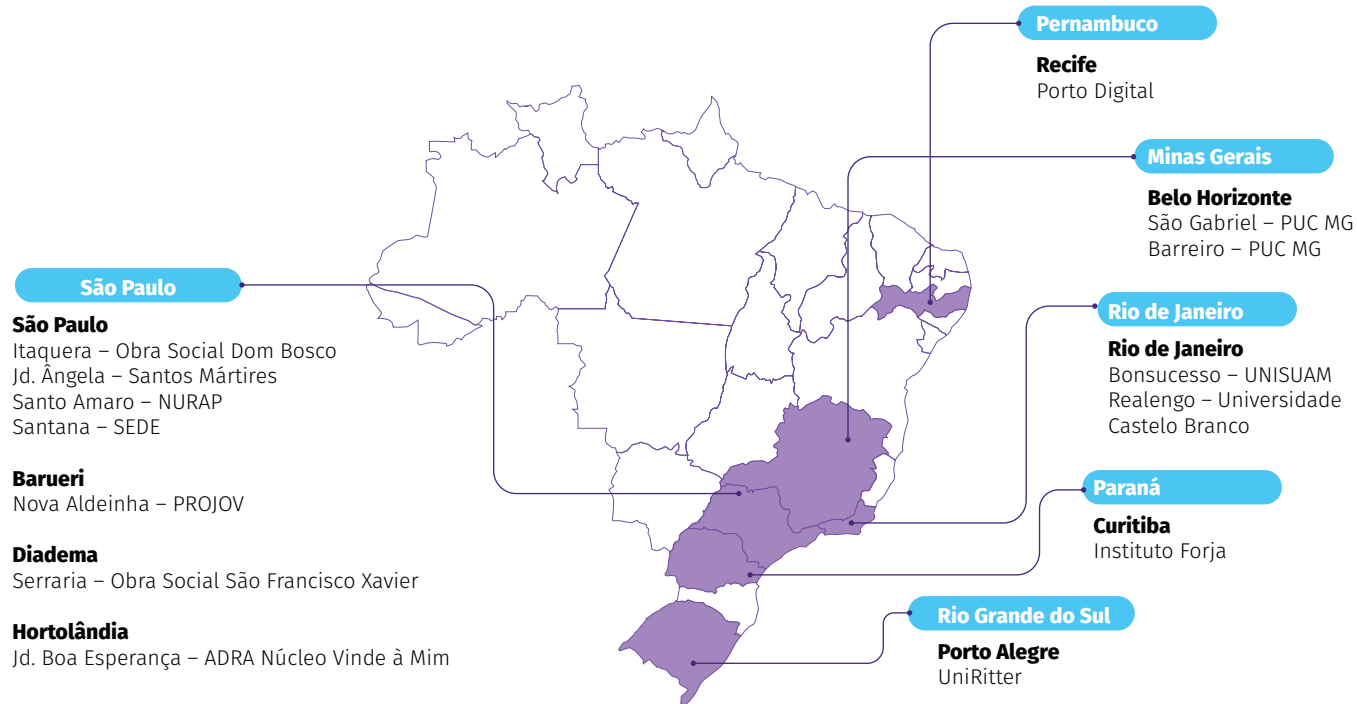 Pernambuco
Recife
Porto Digital
Minas Gerais
Belo Horizonte
São Gabriel – PUC MG
Barreiro – PUC MG
São Paulo
São Paulo
Itaquera – Obra Social Dom Bosco
Jd. Ângela – Santos Mártires
Santo Amaro – NURAP
Santana – SEDE
Barueri
Nova Aldeinha – PROJOV
Diadema
Serraria – Obra Social São Francisco Xavier
Hortolândia
Jd. Boa Esperança – ADRA Núcleo Vinde à Mim
Rio de Janeiro
Rio de Janeiro
Bonsucesso – UNISUAM
Realengo – Universidade
Castelo Branco
Paraná
Curitiba
Instituto Forja
Rio Grande do Sul
Porto Alegre
UniRitter